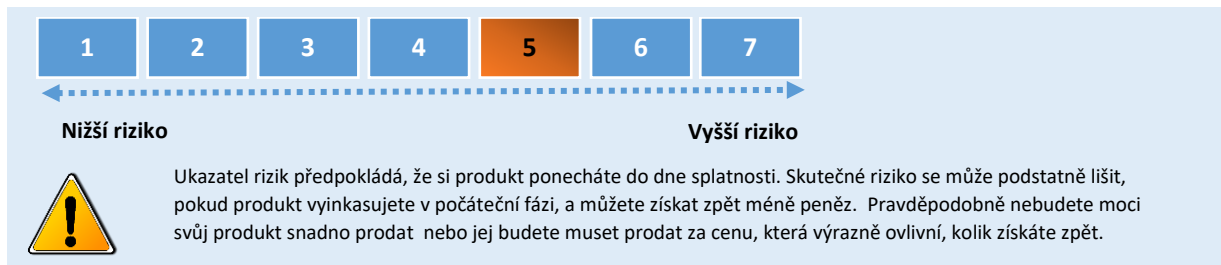 1 2 3 4 5 6 7
Nižší riziko Vyšší riziko
Ukazatel rizik předpokládá, že si produkt ponecháte do dne splatnosti. Skutečné riziko se může podstatně lišit,
pokud produkt vyinkasujete v počáteční fázi, a můžete získat zpět méně peněz. Pravděpodobně nebudete moci
svůj produkt snadno prodat nebo jej budete muset prodat za cenu, která výrazně ovlivní, kolik získáte zpět.